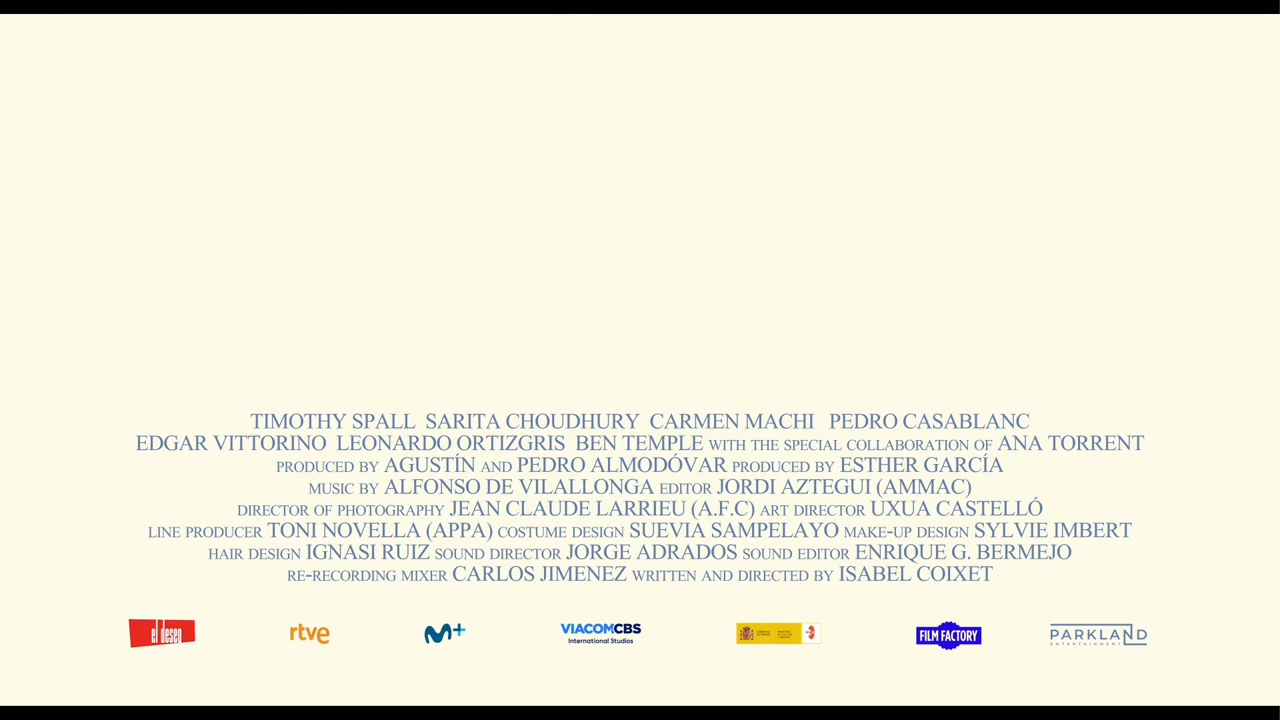 TIMOTHY SPALL SARITA CHOUDHURY CARMEN MACHI PEDRO CASABLANC
EDGAR VITTORINO LEONARDO ORTIZGRIS BEN TEMPLE WITH THE SPECIAL COLLABORATION OF ANA TORRENT
PRODUCED BY AGUSTÍN AND PEDRO ALMODÓVAR PRODUCED BY ESTHER GARCÍA
MUSIC BY ALFONSO DE VILALLONGA EDITOR JORDI AZTEGUI (AMMAC)
DIRECTOR OF PHOTOGRAPHY JEAN CLAUDE LARRIEU (A.F.C) ART DIRECTOR UXUA CASTELLÓ
LINE PRODUCER TONI NOVELLA (APPA) COSTUME DESIGN SUEVIA SAMPELAYO MAKE-UP DESIGN SYLVIE IMBERT
HAIR DESIGN IGNASI RUIZ SOUND DIRECTOR JORGE ADRADOS SOUND EDITOR ENRIQUE G. BERMEJO
RE-RECORDING MIXER CARLOS JIMENEZ WRITTEN AND DIRECTED BY ISABEL COIXET
el deseo
rtve
M+
VIACOMCBS
International Studios
FILM FACTORY
PARKLAND
ENTERTAINMENT